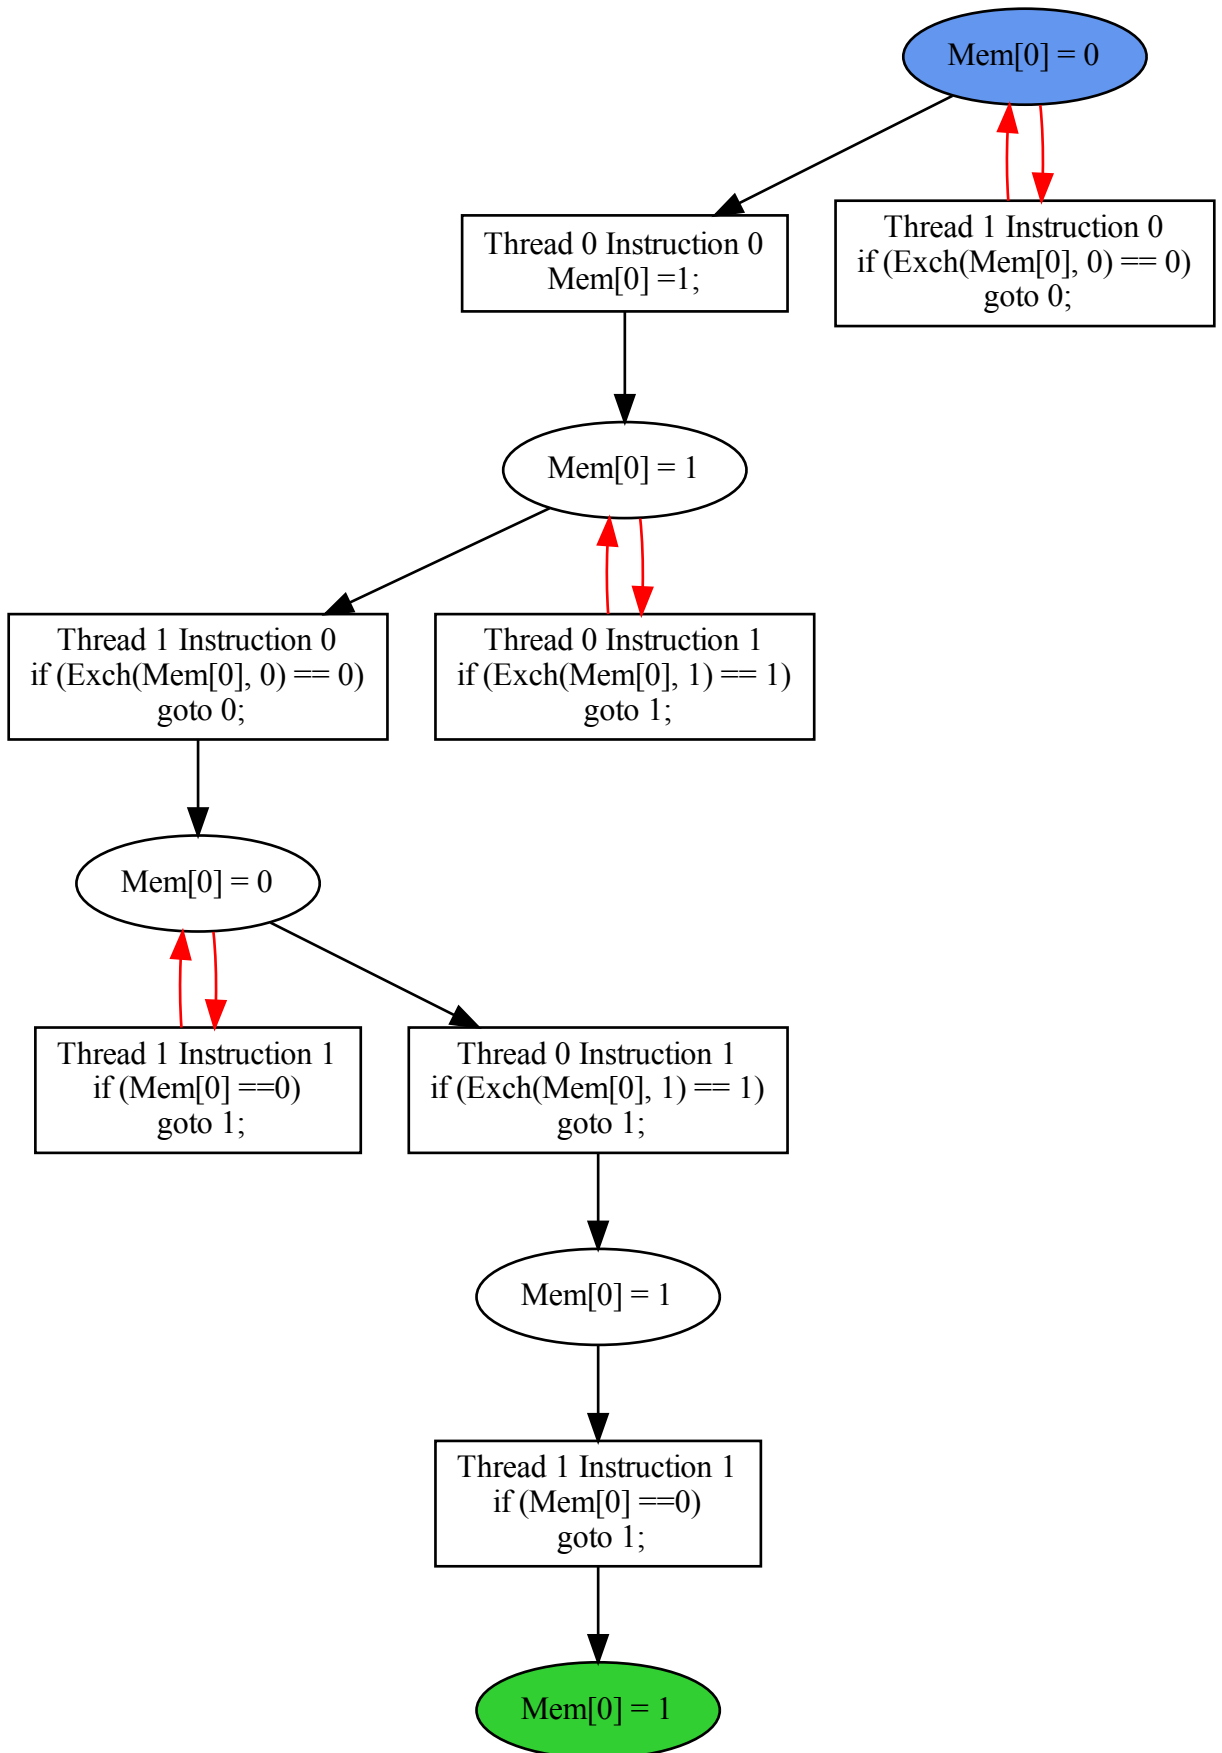 Mem[0] = 0
Thread 0 Instruction 0
Mem[0] =1;
Thread 1 Instruction 0
if (Exch(Mem[0], 0) == 0)
goto 0;
Mem[0] = 1
Thread 1 Instruction 0
if (Exch(Mem[0], 0) == 0)
goto 0;
Thread 0 Instruction 1
if (Exch(Mem[0], 1) == 1)
goto 1;
Mem[0] = 0
Thread 1 Instruction 1
if (Mem[0] ==0)
goto 1;
Thread 0 Instruction 1
if (Exch(Mem[0], 1) == 1)
goto 1;
Mem[0] = 1
Thread 1 Instruction 1
if (Mem[0] ==0)
goto 1;
Mem[0] = 1